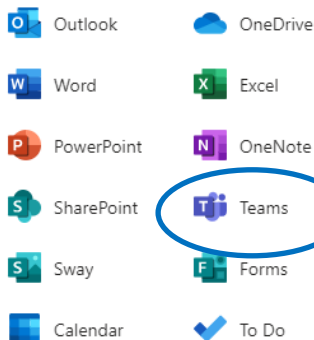 Outlook OneDrive
Word Excel
PowerPoint OneNote
SharePoint Teams
Sway Forms
Calendar To Do